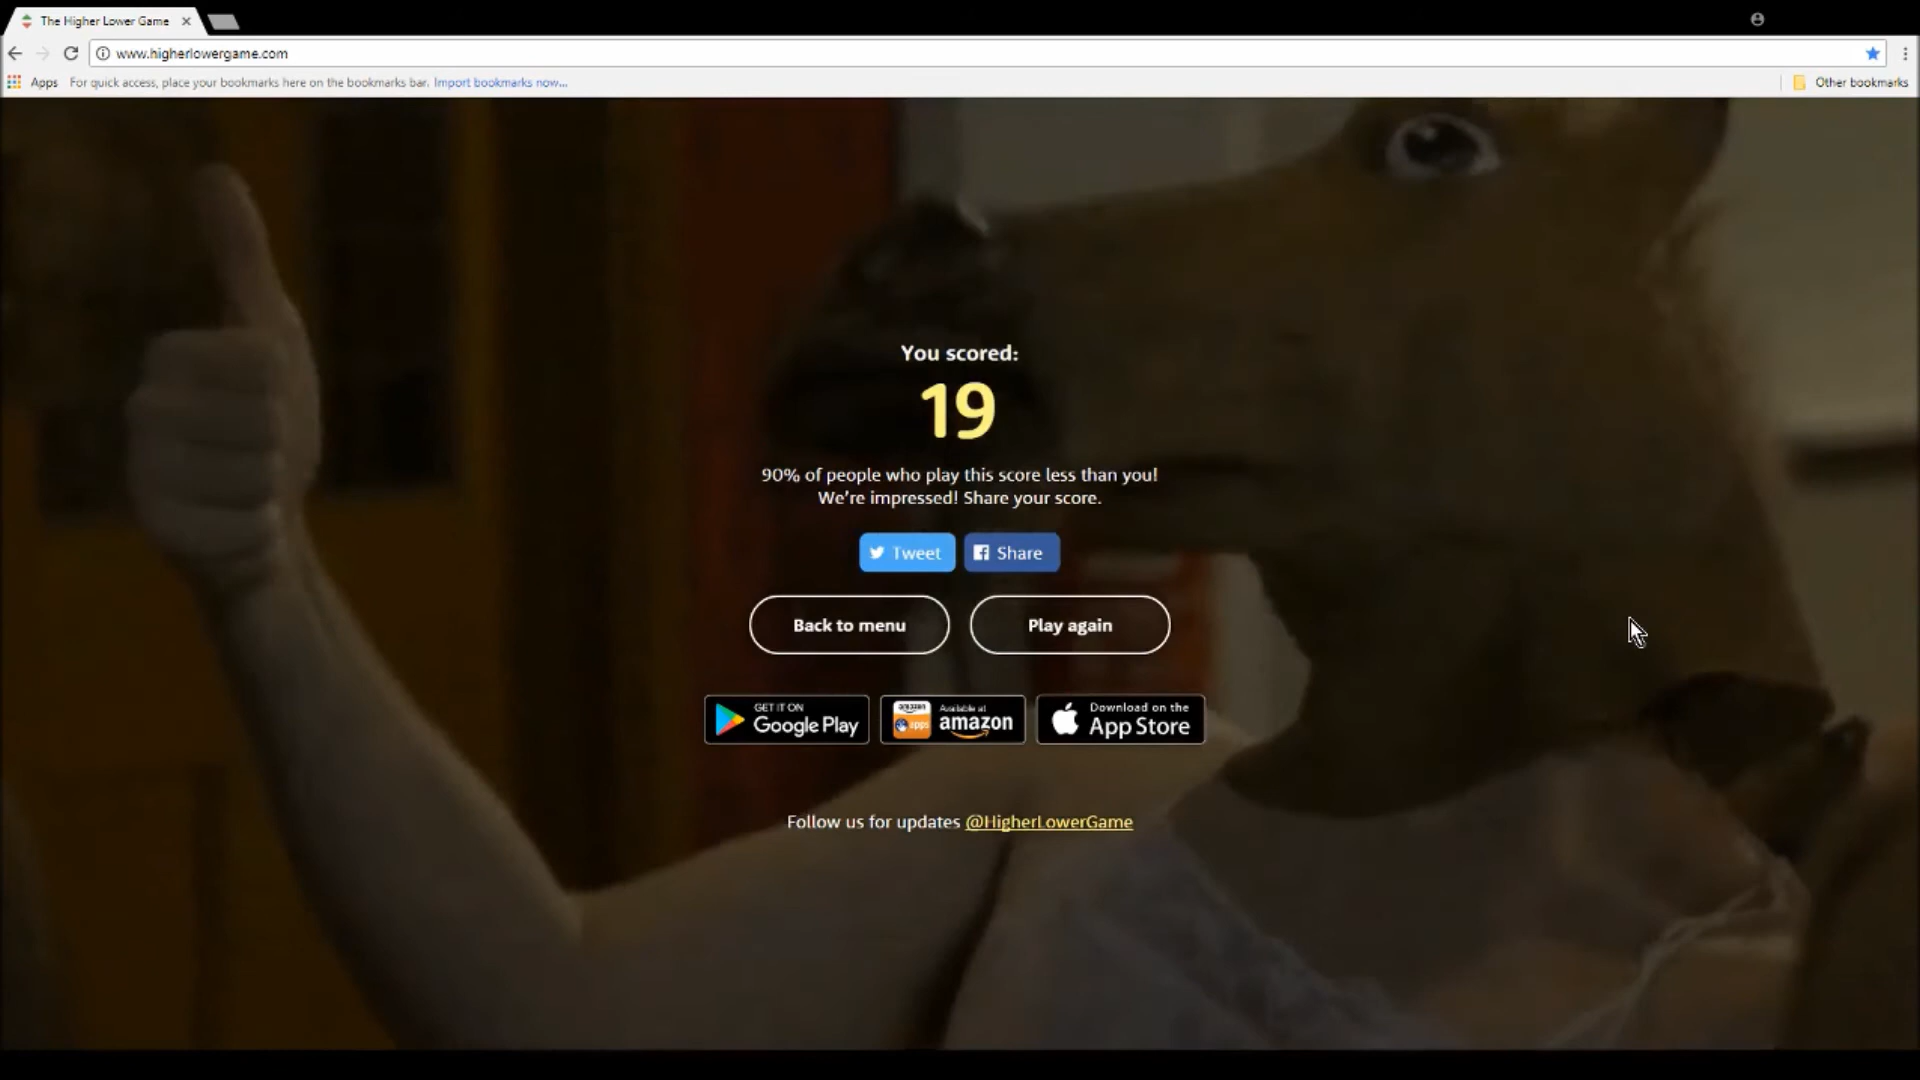 The Higher Lower Game
www.higherlowergame.com
Apps For quick access, place your bookmarks here on the bookmarks bar. Import bookmarks now... Other bookmarks
You scored:
19
90% of people who play this score less than you!
We're impressed! Share your score.
Tweet Share
Back to menu Play again
GET IT ON
Google Play
amazon
apps
Available at
amazon
Download on the
App Store
Follow us for updates @HigherLowerGame